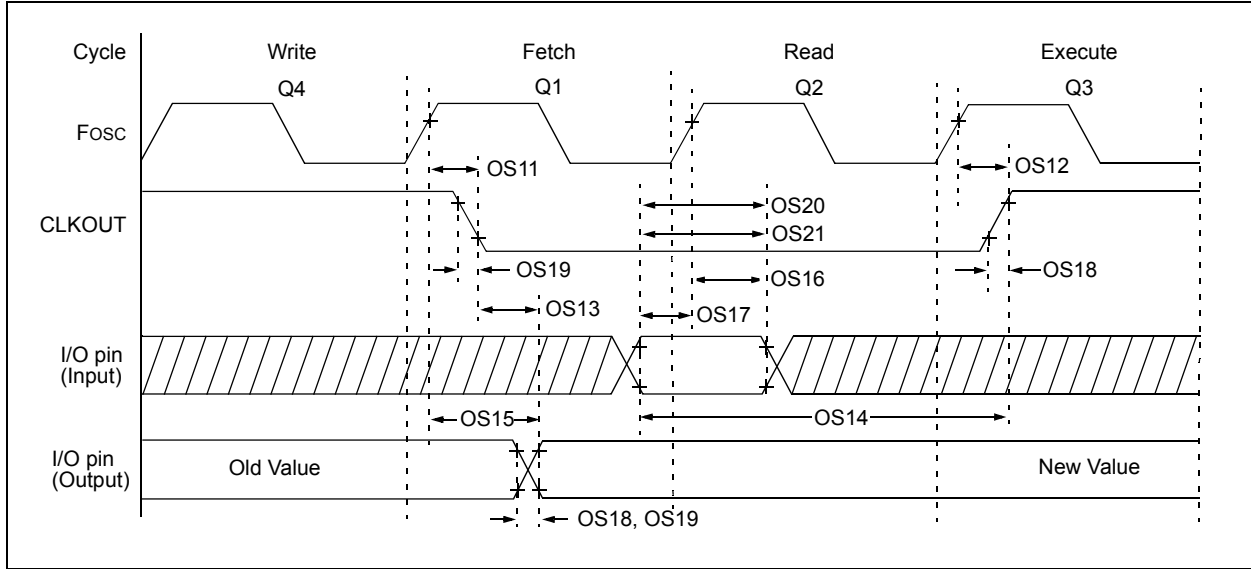 Cycle Write Fetch Read Execute
Q4 Q1 Q2 Q3
FOSC
OS11 OS12
OS20
CLKOUT
OS21
OS19 OS16 OS18
OS13 OS17
I/O pin
(Input)
OS15 OS14
I/O pin
(Output)
Old Value New Value
OS18, OS19